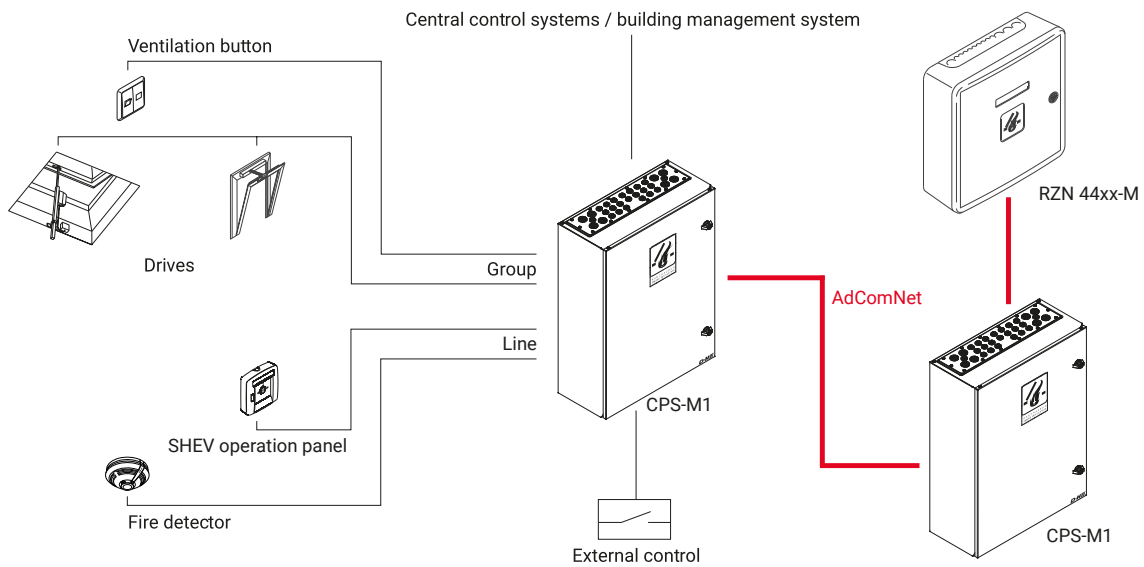 Central control systems / building management system
Ventilation button
RZN 44xx-M
Drives
Group
AdComNet
Line
CPS-M1
SHEV operation panel
Fire detector
External control
CPS-M1